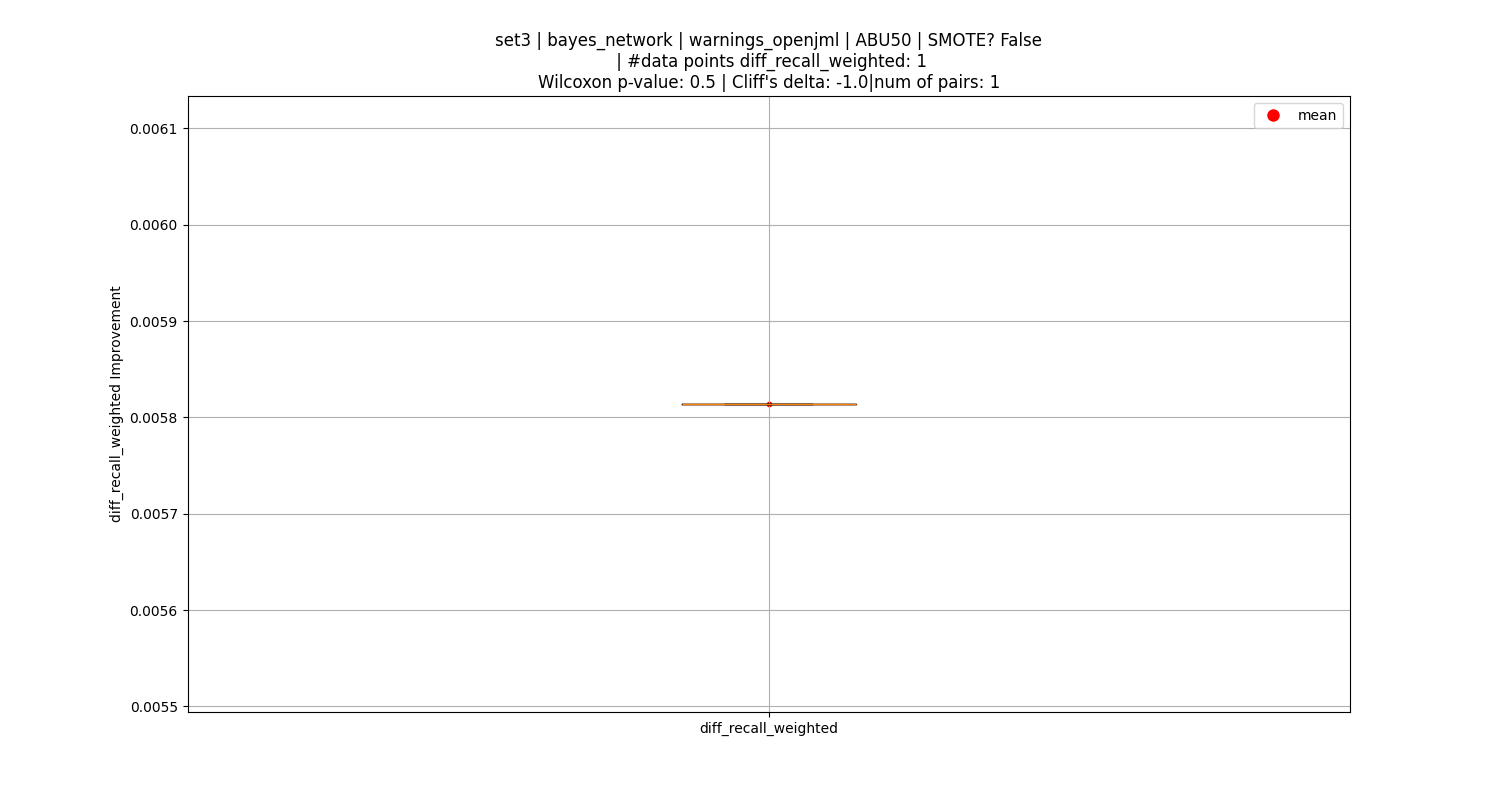 set3 | bayes_network | warnings_openjml | ABU50 | SMOTE? False
| #data points diff_recall_weighted: 1
Wilcoxon p-value: 0.5 | Cliff's delta: -1.0|num of pairs: 1
mean
0.0061
0.0060
0.0059
0.0058
0.0057
0.0056
0.0055
diff_recall_weighted Improvement
diff_recall_weighted